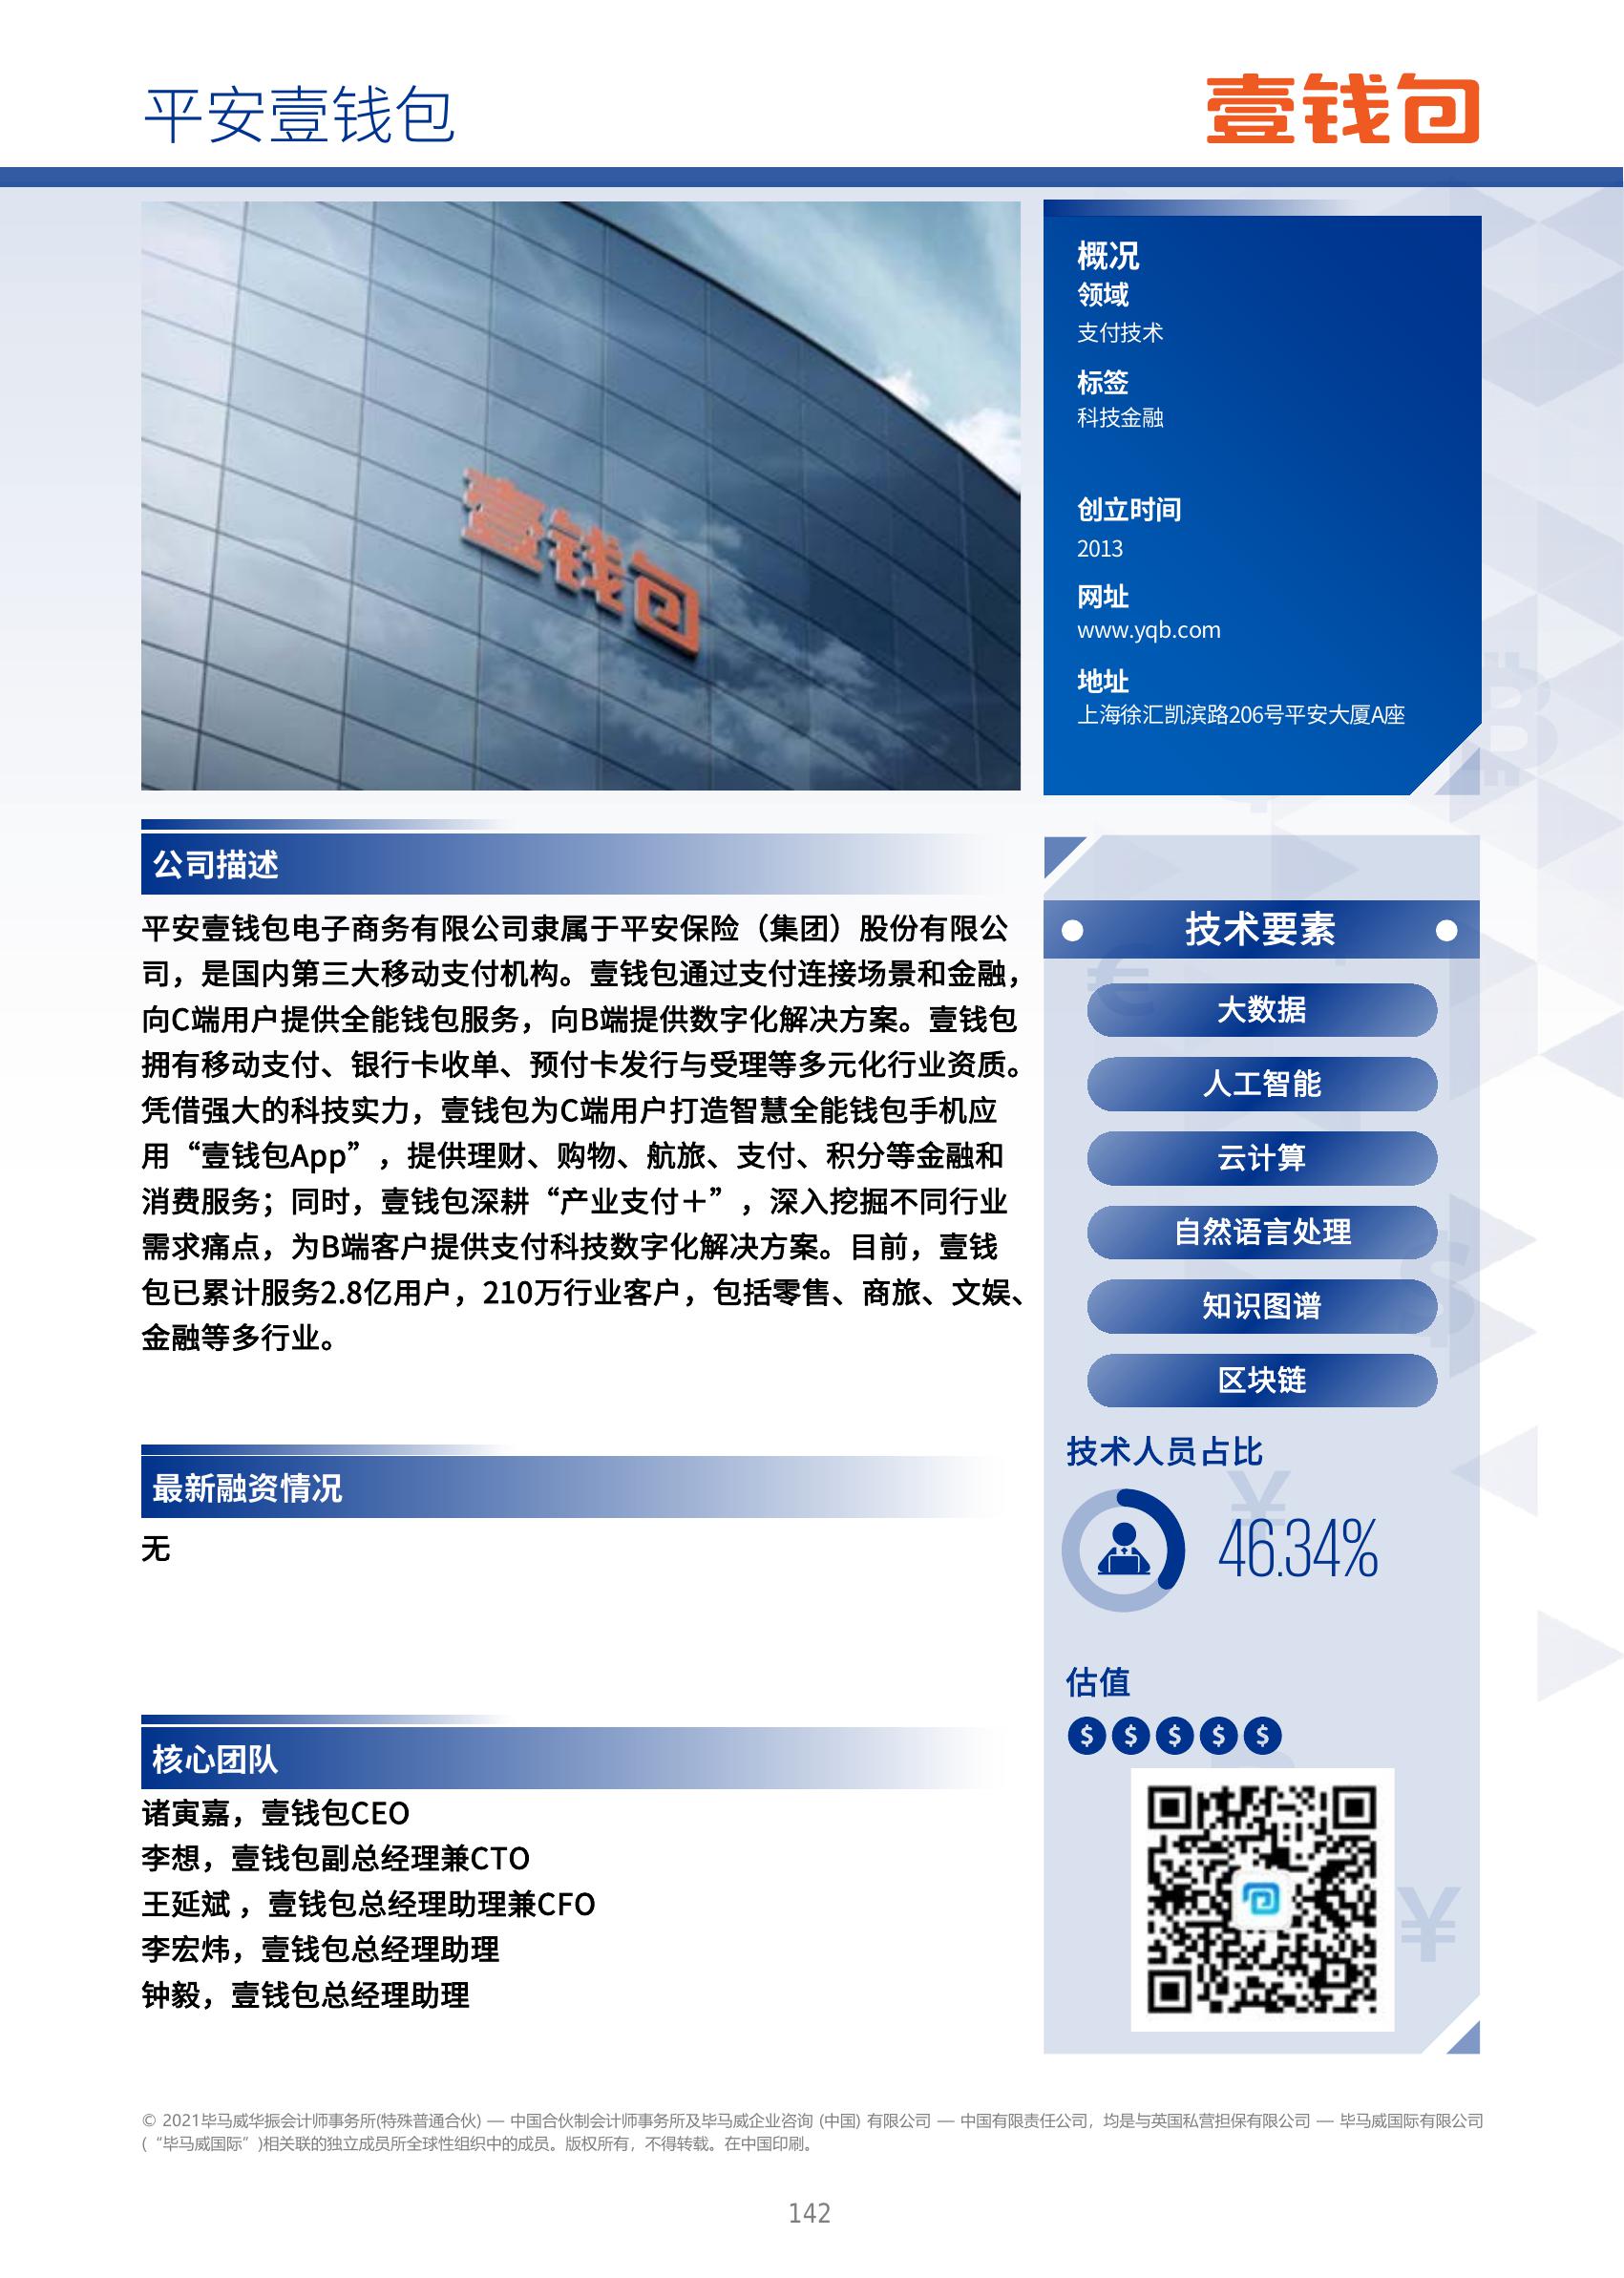 平安壹钱包
壹钱包
壹钱包
概况
领域
支付技术
标签
科技金融
创立时间
2013
网址
www.yqb.com
地址
上海徐汇凯滨路206号平安大厦A座
公司描述
平安壹钱包电子商务有限公司隶属于平安保险（集团）股份有限公
司，是国内第三大移动支付机构。壹钱包通过支付连接场景和金融，
向C端用户提供全能钱包服务，向B端提供数字化解决方案。壹钱包
拥有移动支付、银行卡收单、预付卡发行与受理等多元化行业资质。
凭借强大的科技实力，壹钱包为C端用户打造智慧全能钱包手机应
用“壹钱包App”，提供理财、购物、航旅、支付、积分等金融和
消费服务；同时，壹钱包深耕“产业支付＋”，深入挖掘不同行业
需求痛点，为B端客户提供支付科技数字化解决方案。目前，壹钱
包已累计服务2.8亿用户，210万行业客户，包括零售、商旅、文娱、
金融等多行业。
最新融资情况
无
核心团队
诸寅嘉，壹钱包CEO
李想，壹钱包副总经理兼CTO
王延斌 ，壹钱包总经理助理兼CFO
李宏炜，壹钱包总经理助理
钟毅，壹钱包总经理助理
技术要素
大数据
人工智能
云计算
自然语言处理
知识图谱
区块链
技术人员占比
46.34%
估值
$ $ $ $ $
© 2021毕马威华振会计师事务所(特殊普通合伙) — 中国合伙制会计师事务所及毕马威企业咨询 (中国) 有限公司 — 中国有限责任公司，均是与英国私营担保有限公司 — 毕马威国际有限公司
(“毕马威国际”)相关联的独立成员所全球性组织中的成员。版权所有，不得转载。在中国印刷。
142